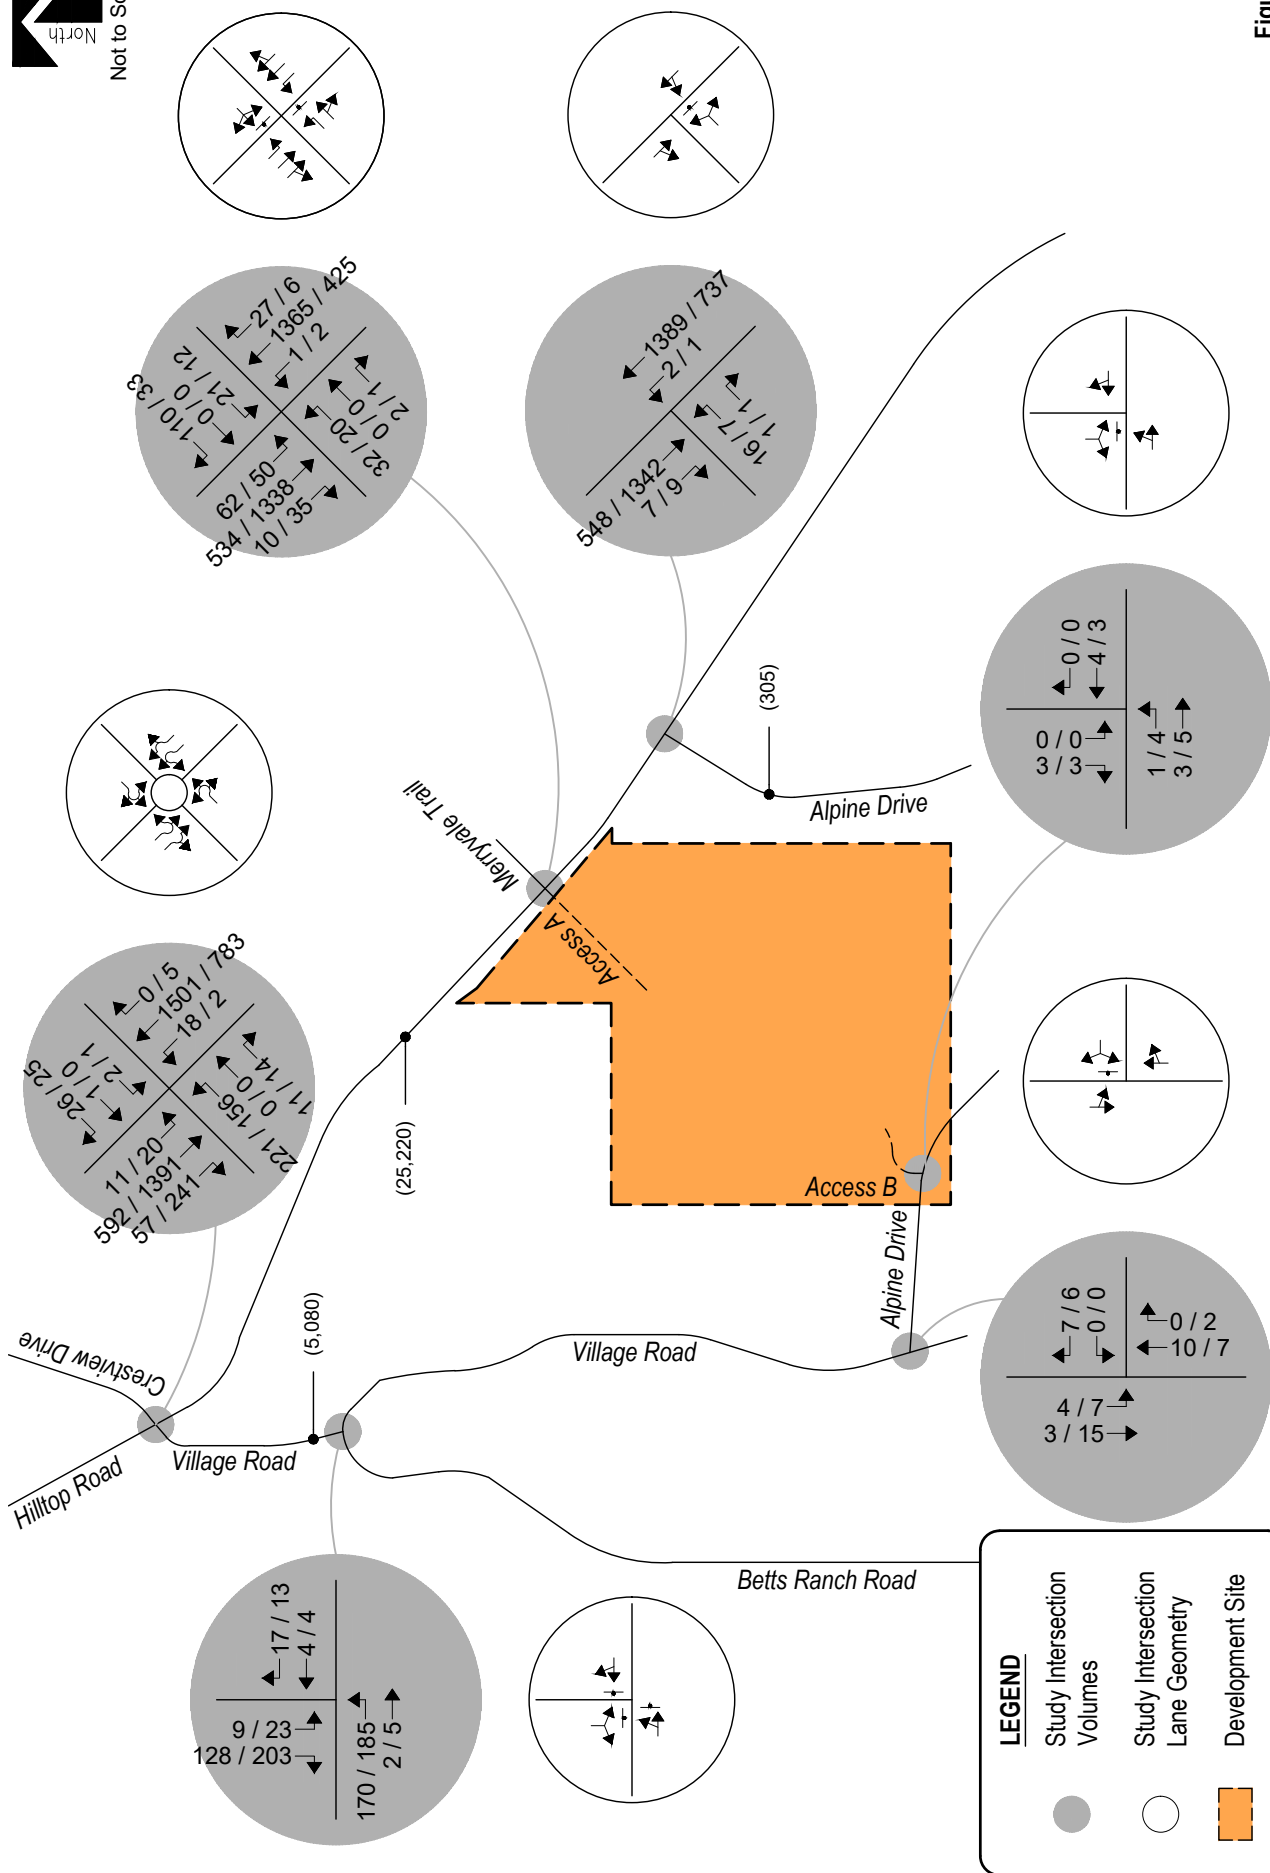 North
Not to Sc
Figu
27 / 6
1365 / 425
1 / 2
110 / 33
0 / 0
21 / 12
62 / 50
534 / 1338
10 / 35
32 / 20
0 / 0
2 / 1
1389 / 737
2 / 1
548 / 1342
7 / 9
16 / 7
1 / 1
0 / 5
1501 / 783
18 / 2
26 / 25
1 / 0
2 / 1
11 / 20
592 / 1391
57 / 241
221 / 156
0 / 0
11 / 14
Merryvale Trail
Access A
(305)
Alpine Drive
(25,220)
0 / 0
4 / 3
0 / 0
3 / 3
1 / 4
3 / 5
Access B
Alpine Drive
Crestview Drive
(5,080)
Village Road
Hilltop Road
Village Road
7 / 6
0 / 0
0 / 2
10 / 7
4 / 7
3 / 15
Betts Ranch Road
17 / 13
4 / 4
9 / 23
128 / 203
170 / 185
2 / 5
LEGEND
Study Intersection
Volumes
Study Intersection
Lane Geometry
Development Site